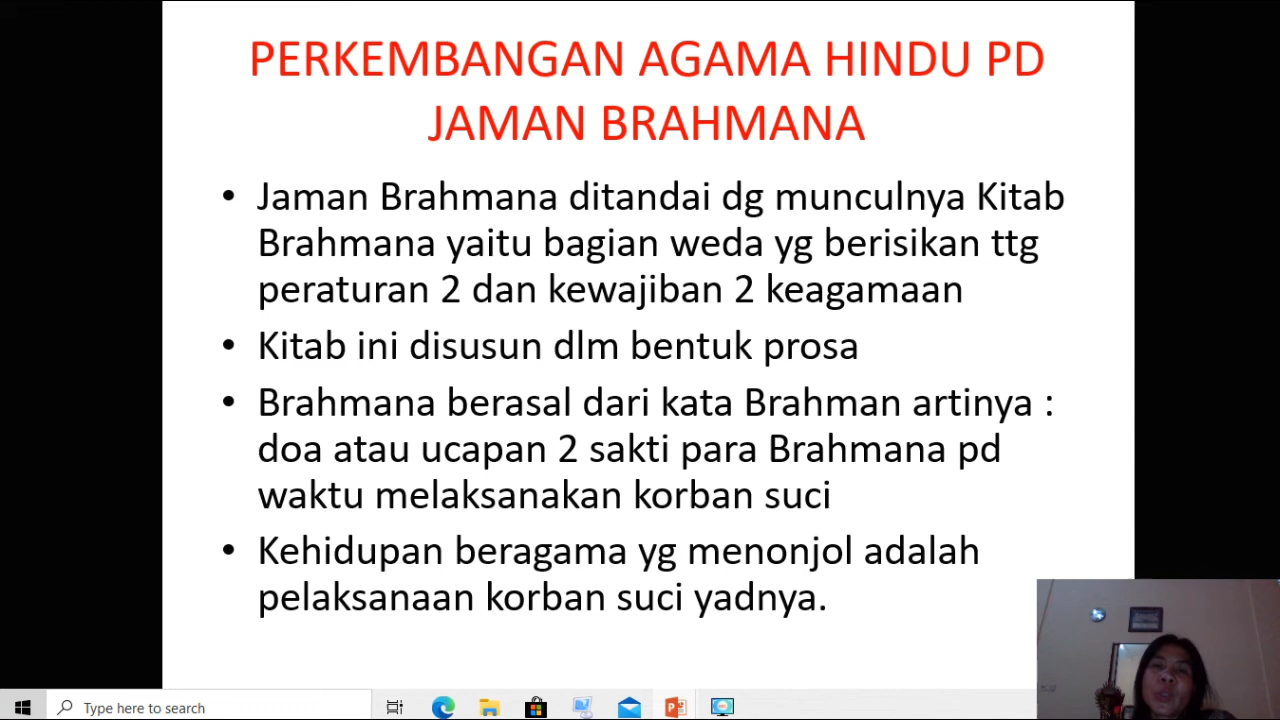 PERKEMBANGAN AGAMA HINDU PD
JAMAN BRAHMANA
• Jaman Brahmana ditandai dg munculnya Kitab
Brahmana yaitu bagian weda yg berisikan ttg
peraturan 2 dan kewajiban 2 keagamaan
• Kitab ini disusun dlm bentuk prosa
• Brahmana berasal dari kata Brahman artinya :
doa atau ucapan 2 sakti para Brahmana pd
waktu melaksanakan korban suci
• Kehidupan beragama yg menonjol adalah
pelaksanaan korban suci yadnya.
Type here to search